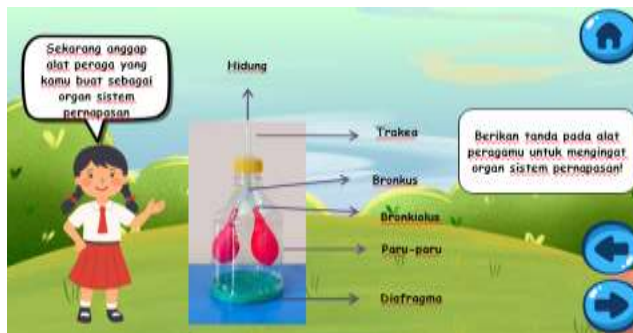 Sekarang anggap
alat peraga yang
kamu buat sebagai
organ sistem
pernapasan
Hidung
Trakea
Bronkus
Bronkiolus
Paru-paru
Diafragma
Berikan tanda pada alat
peragamu untuk mengingat
organ sistem pernapasan!